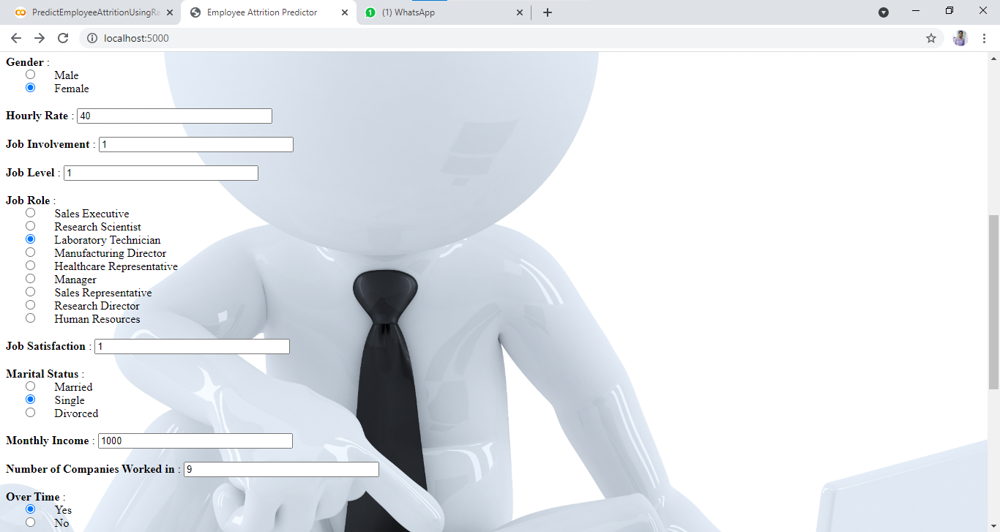 PredictEmployeeAttritionUsingRa
Employee Attrition Predictor
1 (1) WhatsApp
localhost:5000
Gender :
Male
Female
Hourly Rate : 40
Job Involvement : 1
Job Level : 1
Job Role :
Sales Executive
Research Scientist
Laboratory Technician
Manufacturing Director
Healthcare Representative
Manager
Sales Representative
Research Director
Human Resources
Job Satisfaction : 1
Marital Status :
Married
Single
Divorced
Monthly Income : 1000
Number of Companies Worked in : 9
Over Time :
Yes
No